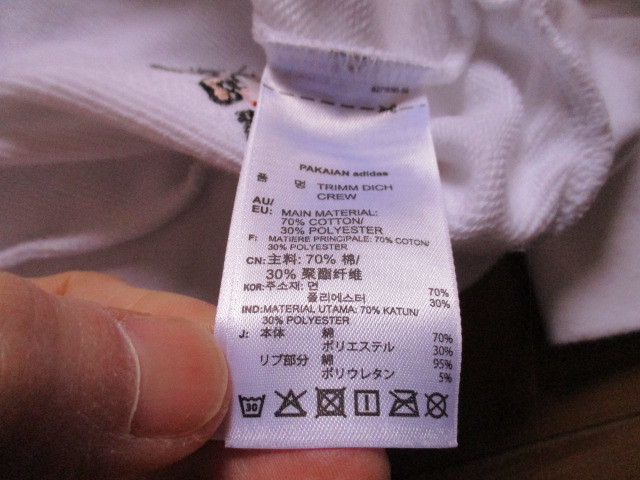 PAKAIAN adidas
품 명 TRIMM DICH
CREW
AU/
EU: MAIN MATERIAL:
70% COTTON/
30% POLYESTER
F: MATIERE PRINCIPALE: 70% COTON/
30% POLYESTER
CN:主料: 70% 棉/
30% 聚酯纤维
KOR:주소재: 면 70%
폴리에스터 30%
IND:MATERIAL UTAMA: 70% KATUN/
30% POLYESTER
J: 本体 綿 70%
ポリエステル 30%
リブ部分 綿 95%
ポリウレタン 5%
30